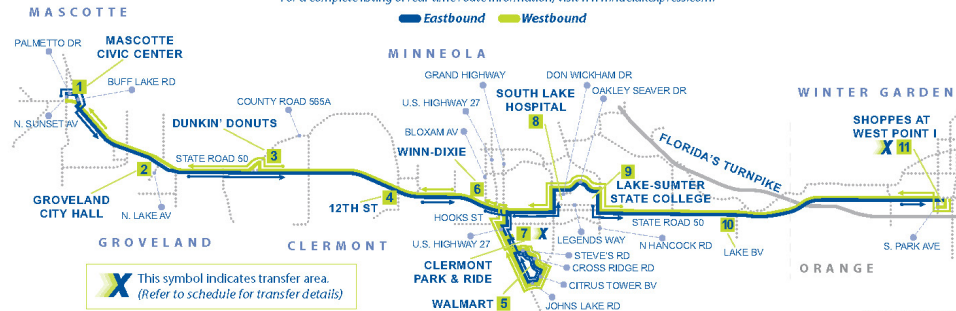 For a complete listing of real-time route information, visit www.ridelakexpress.com.
Eastbound
Westbound
MASCOTTE
PALMETTO DR
MASCOTTE
CIVIC CENTER
1
BUFF LAKE RD
N. SUNSET AV
MINNEOLA
GRAND HIGHWAY
DON WICKHAM DR
U.S. HIGHWAY 27
SOUTH LAKE
HOSPITAL
8
OAKLEY SEAVER DR
WINTER GARDEN
COUNTY ROAD 565A
DUNKIN' DONUTS
3
BLOXAM AV
WINN-DIXIE
6
FLORIDA'S TURNPIKE
SHOPPES AT
WEST POINT I
X 11
STATE ROAD 50
2
GROVELAND
CITY HALL
N. LAKE AV
4
12TH ST
HOOKS ST
9
LAKE-SUMTER
STATE COLLEGE
STATE ROAD 50
10
LAKE BV
S. PARK AVE
GROVELAND
CLERMONT
U.S. HIGHWAY 27
7 X
LEGENDS WAY
N HANCOCK RD
STEVE'S RD
CLERMONT
PARK & RIDE
CROSS RIDGE RD
CITRUS TOWER BV
WALMART 5
JOHNS LAKE RD
ORANGE
X This symbol indicates transfer area.
(Refer to schedule for transfer details)